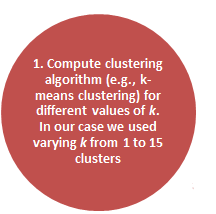 1. Compute clustering
algorithm (e.g., k-
means clustering) for
different values of k.
In our case we used
varying k from 1 to 15
clusters